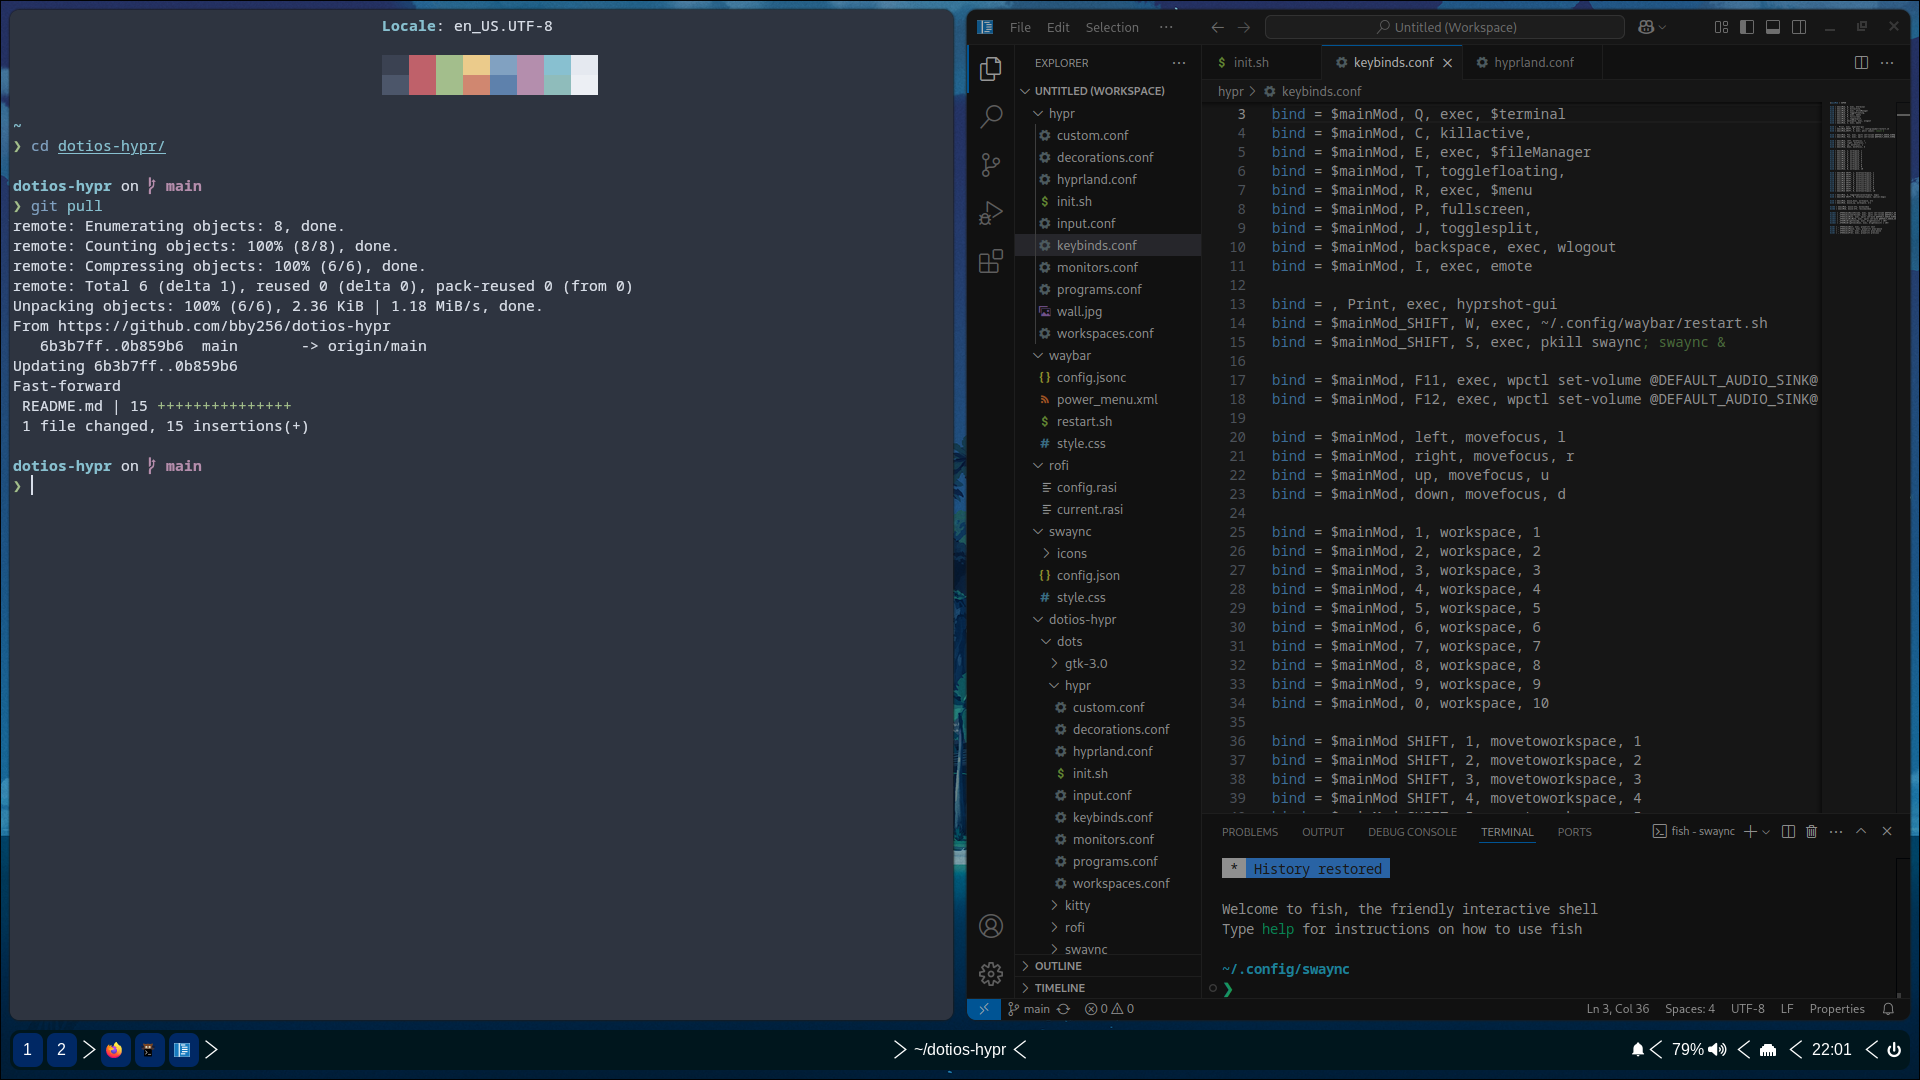 Locale: en_US.UTF-8
~
❯ cd dotios-hypr/
dotios-hypr on main
❯ git pull
remote: Enumerating objects: 8, done.
remote: Counting objects: 100% (8/8), done.
remote: Compressing objects: 100% (6/6), done.
remote: Total 6 (delta 1), reused 0 (delta 0), pack-reused 0 (from 0)
Unpacking objects: 100% (6/6), 2.36 KiB | 1.18 MiB/s, done.
From https://github.com/bby256/dotios-hypr
   6b3b7ff..0b859b6  main       -> origin/main
Updating 6b3b7ff..0b859b6
Fast-forward
 README.md | 15 +++++++++++++++
 1 file changed, 15 insertions(+)
dotios-hypr on main
❯
File Edit Selection ···
Untitled (Workspace)
EXPLORER ···
UNTITLED (WORKSPACE)
hypr
custom.conf
decorations.conf
hyprland.conf
$ init.sh
input.conf
keybinds.conf
monitors.conf
programs.conf
wall.jpg
workspaces.conf
waybar
{} config.jsonc
power_menu.xml
$ restart.sh
# style.css
rofi
config.rasi
current.rasi
swaync
icons
{} config.json
# style.css
dotios-hypr
dots
gtk-3.0
hypr
custom.conf
decorations.conf
hyprland.conf
$ init.sh
input.conf
keybinds.conf
monitors.conf
programs.conf
workspaces.conf
kitty
rofi
swaync
OUTLINE
TIMELINE
$ init.sh
keybinds.conf
hyprland.conf
hypr > keybinds.conf
3 bind = $mainMod, Q, exec, $terminal
4 bind = $mainMod, C, killactive,
5 bind = $mainMod, E, exec, $fileManager
6 bind = $mainMod, T, togglefloating,
7 bind = $mainMod, R, exec, $menu
8 bind = $mainMod, P, fullscreen,
9 bind = $mainMod, J, togglesplit,
10 bind = $mainMod, backspace, exec, wlogout
11 bind = $mainMod, I, exec, emote
12
13 bind = , Print, exec, hyprshot-gui
14 bind = $mainMod_SHIFT, W, exec, ~/.config/waybar/restart.sh
15 bind = $mainMod_SHIFT, S, exec, pkill swaync; swaync &
16
17 bind = $mainMod, F11, exec, wpctl set-volume @DEFAULT_AUDIO_SINK@
18 bind = $mainMod, F12, exec, wpctl set-volume @DEFAULT_AUDIO_SINK@
19
20 bind = $mainMod, left, movefocus, l
21 bind = $mainMod, right, movefocus, r
22 bind = $mainMod, up, movefocus, u
23 bind = $mainMod, down, movefocus, d
24
25 bind = $mainMod, 1, workspace, 1
26 bind = $mainMod, 2, workspace, 2
27 bind = $mainMod, 3, workspace, 3
28 bind = $mainMod, 4, workspace, 4
29 bind = $mainMod, 5, workspace, 5
30 bind = $mainMod, 6, workspace, 6
31 bind = $mainMod, 7, workspace, 7
32 bind = $mainMod, 8, workspace, 8
33 bind = $mainMod, 9, workspace, 9
34 bind = $mainMod, 0, workspace, 10
35
36 bind = $mainMod SHIFT, 1, movetoworkspace, 1
37 bind = $mainMod SHIFT, 2, movetoworkspace, 2
38 bind = $mainMod SHIFT, 3, movetoworkspace, 3
39 bind = $mainMod SHIFT, 4, movetoworkspace, 4
PROBLEMS OUTPUT DEBUG CONSOLE TERMINAL PORTS fish - swaync
* History restored
Welcome to fish, the friendly interactive shell
Type help for instructions on how to use fish
~/.config/swaync
❯
main 0 0
Ln 3, Col 36 Spaces: 4 UTF-8 LF Properties
1 2 ~/dotios-hypr 79% 22:01